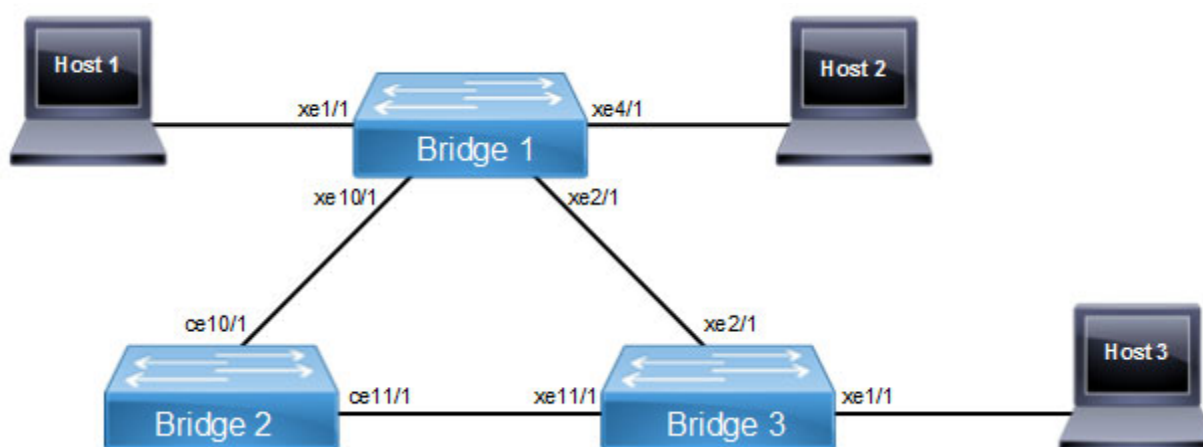 Host 1
Host 2
xe1/1
xe4/1
Bridge 1
xe10/1
xe2/1
ce10/1
xe2/1
Host 3
ce11/1
xe11/1
xe1/1
Bridge 2
Bridge 3